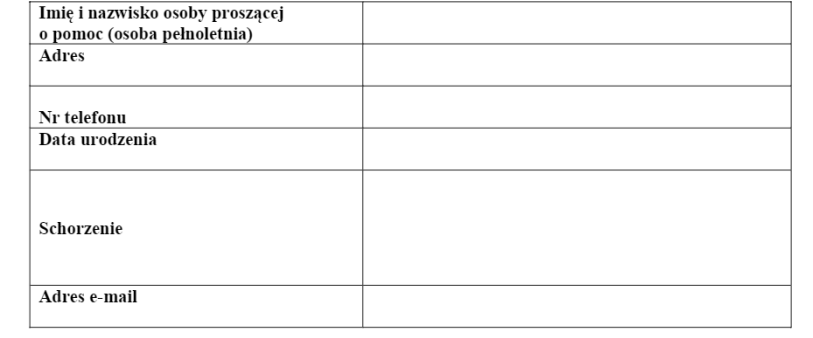 Imię i nazwisko osoby proszącej
o pomoc (osoba pełnoletnia)
Adres
Nr telefonu
Data urodzenia
Schorzenie
Adres e-mail